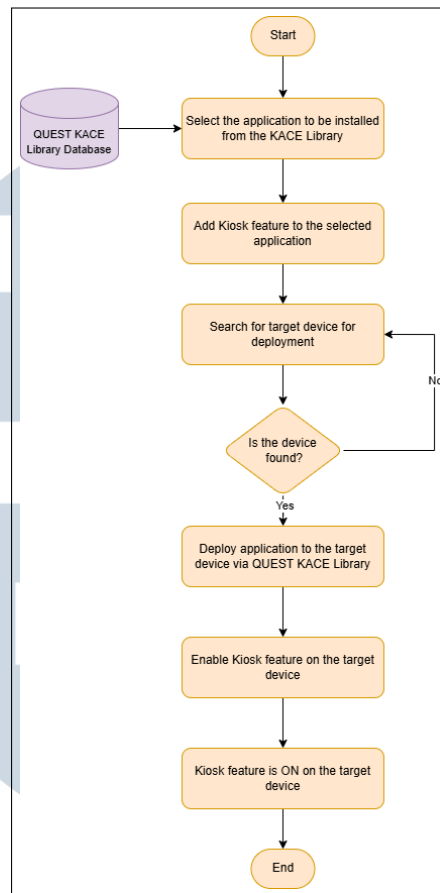 Start
QUEST KACE
Library Database
Select the application to be installed
from the KACE Library
Add Kiosk feature to the selected
application
Search for target device for
deployment
No
Is the device
found?
Yes
Deploy application to the target
device via QUEST KACE Library
Enable Kiosk feature on the target
device
Kiosk feature is ON on the target
device
End